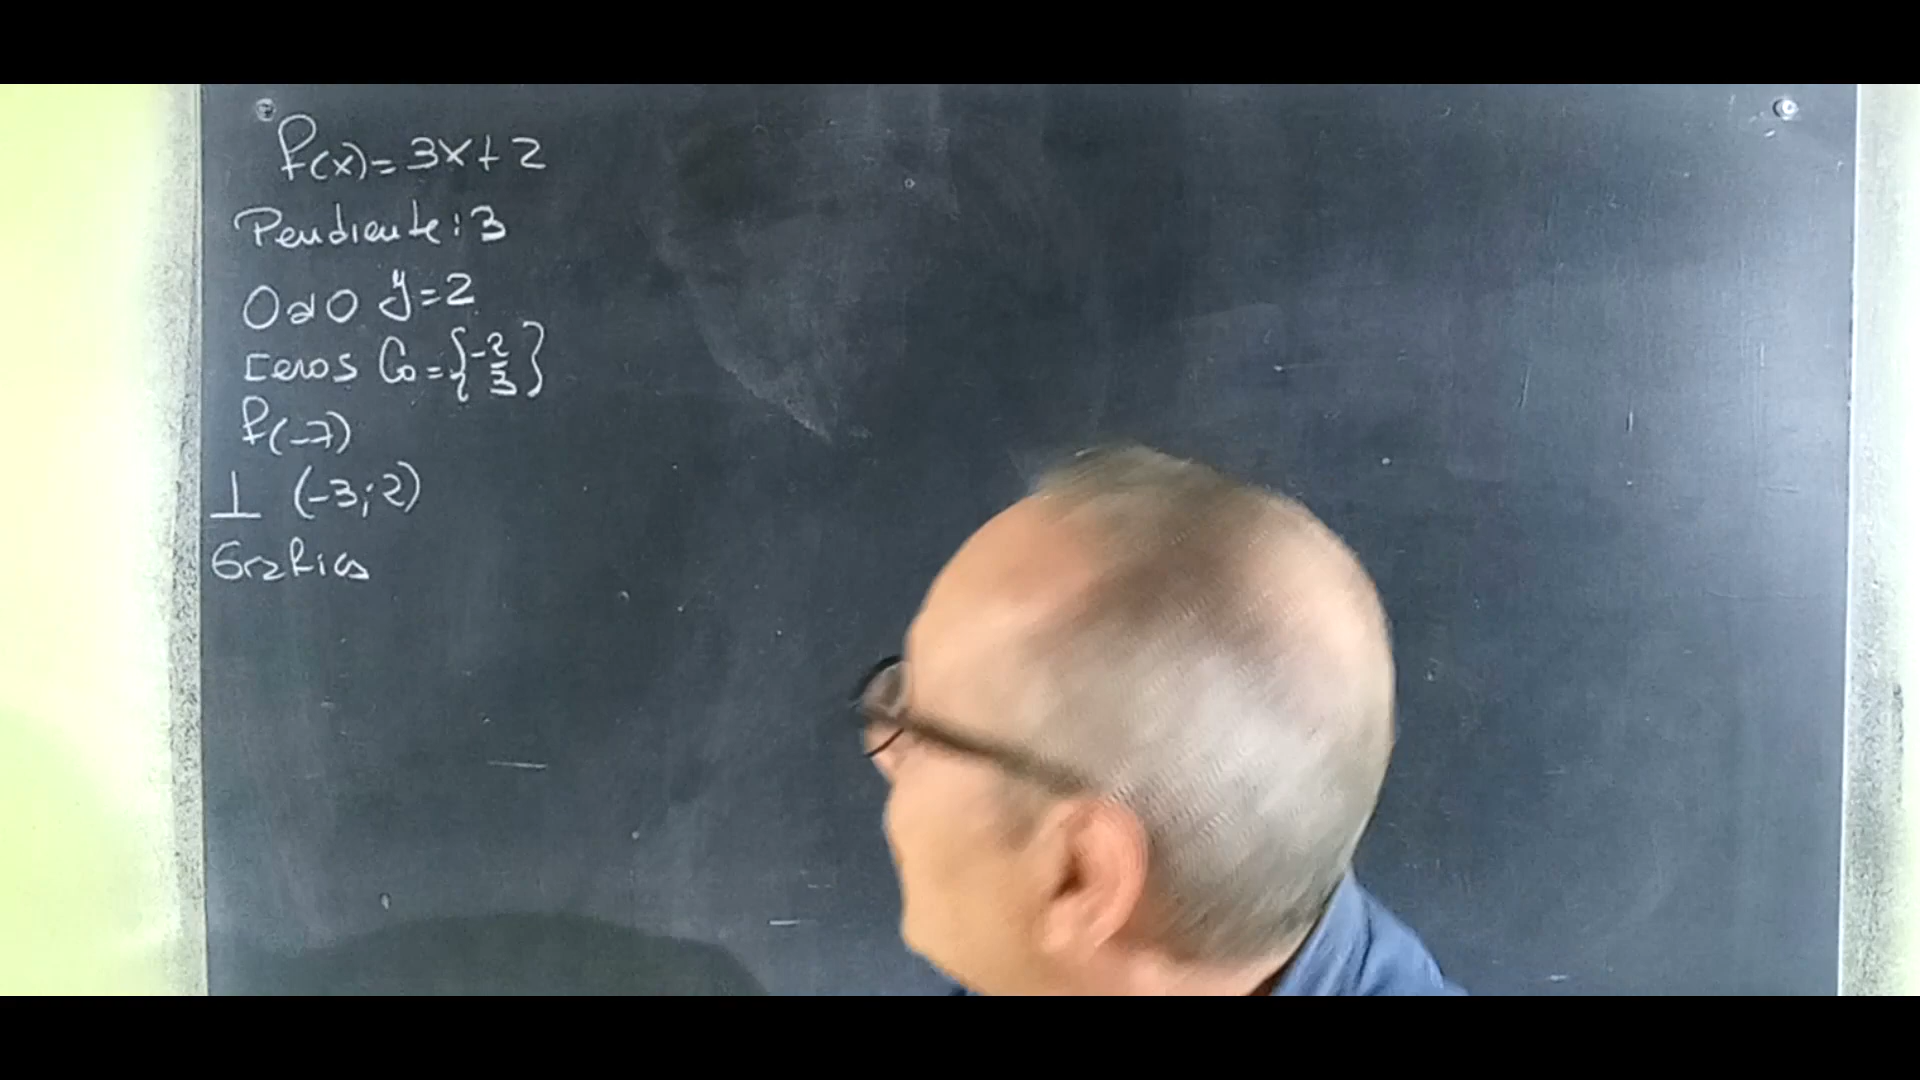 f(x)=3x+2
Pendiente: 3
OaO y=2
ceros C₀={-2/3}
f(-7)
⊥ (-3;2)
Grafica